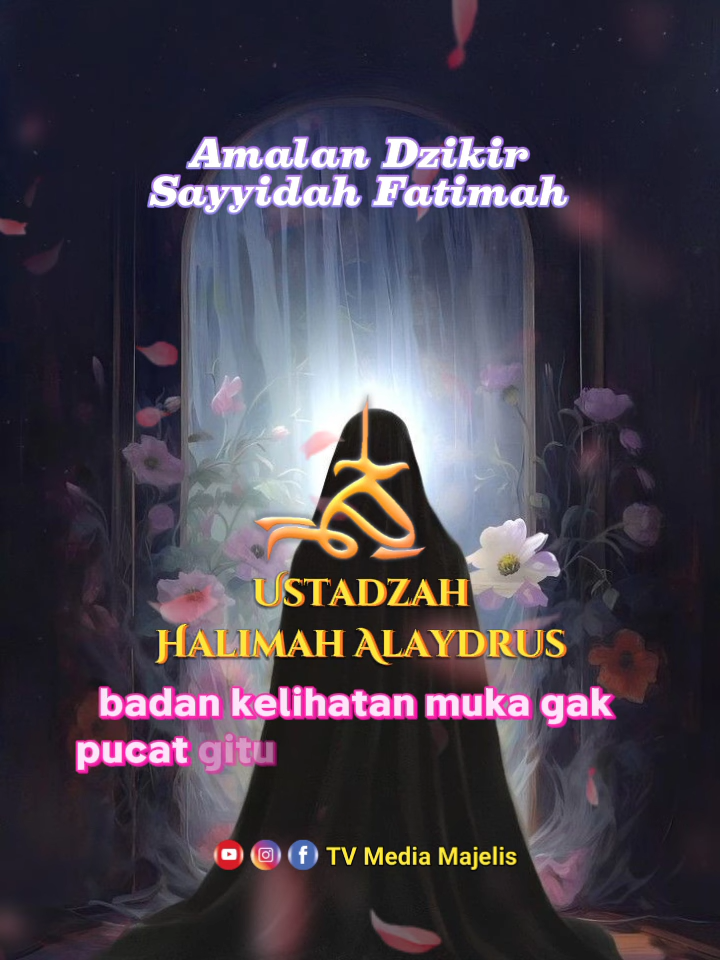 Amalan Dzikir
Sayyidah Fatimah
Ustadzah
Halimah Alaydrus
badan kelihatan muka gak
pucat gitu
TV Media Majelis